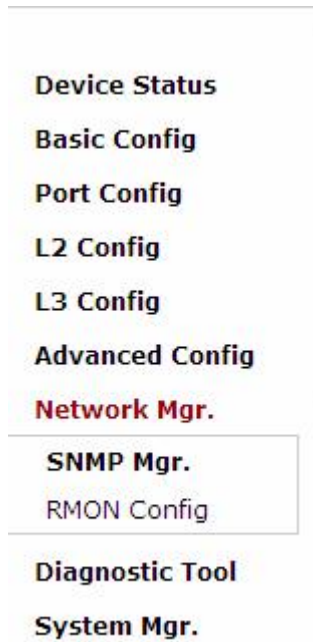 Device Status
Basic Config
Port Config
L2 Config
L3 Config
Advanced Config
Network Mgr.
SNMP Mgr.
RMON Config
Diagnostic Tool
System Mgr.